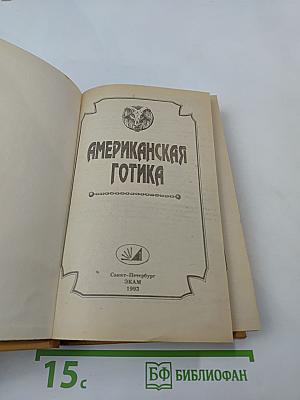 АМЕРИКАНСКАЯ
ГОТИКА
Санкт-Петербург
ЭКАМ
1993
15с
БФ БИБЛИОФАН